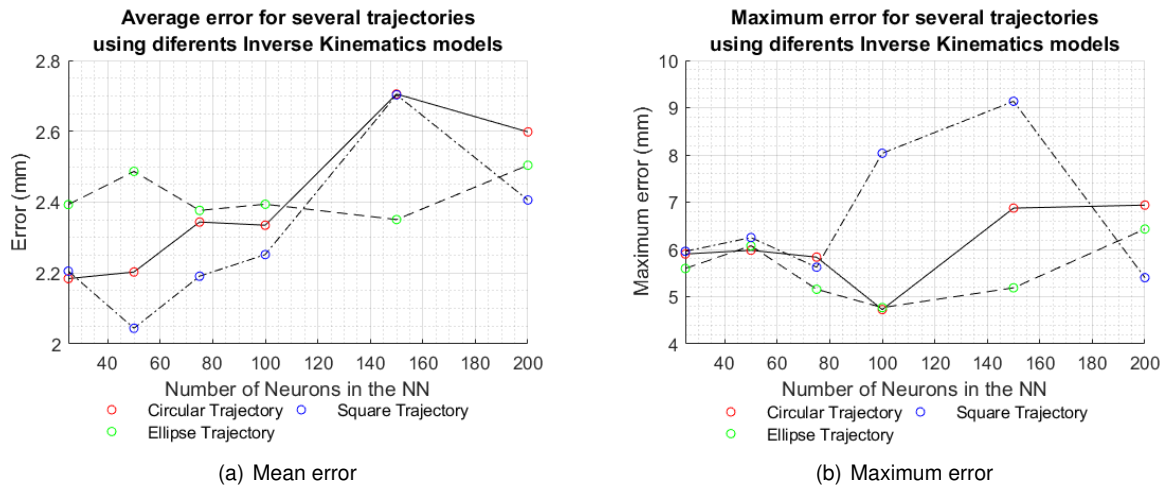 Average error for several trajectories
using diferents Inverse Kinematics models
2.8
2.6
2.4
2.2
2
Error (mm)
40 60 80 100 120 140 160 180 200
Number of Neurons in the NN
Circular Trajectory Square Trajectory
Ellipse Trajectory
(a) Mean error
Maximum error for several trajectories
using diferents Inverse Kinematics models
10
9
8
7
6
5
4
Maximum error (mm)
40 60 80 100 120 140 160 180 200
Number of Neurons in the NN
Circular Trajectory Square Trajectory
Ellipse Trajectory
(b) Maximum error